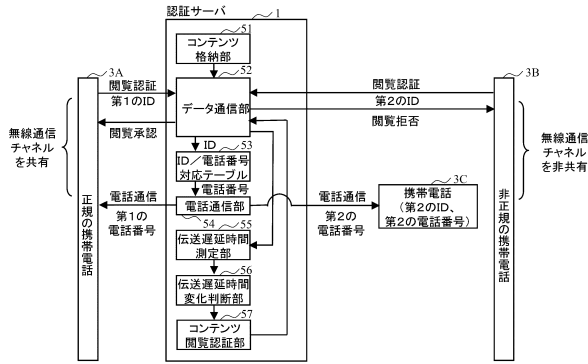 認証サーバ
1
51
コンテンツ
格納部
52
データ通信部
ID
53
ID／電話番号
対応テーブル
電話番号
電話通信部
54
55
伝送遅延時間
測定部
56
伝送遅延時間
変化判断部
57
コンテンツ
閲覧認証部
3A
正規の携帯電話
無線通信
チャネル
を共有
閲覧認証
第1のID
閲覧承認
電話通信
第1の
電話番号
閲覧認証
第2のID
閲覧拒否
電話通信
第2の
電話番号
3C
携帯電話
（第2のID、
第2の電話番号）
3B
非正規の携帯電話
無線通信
チャネル
を非共有